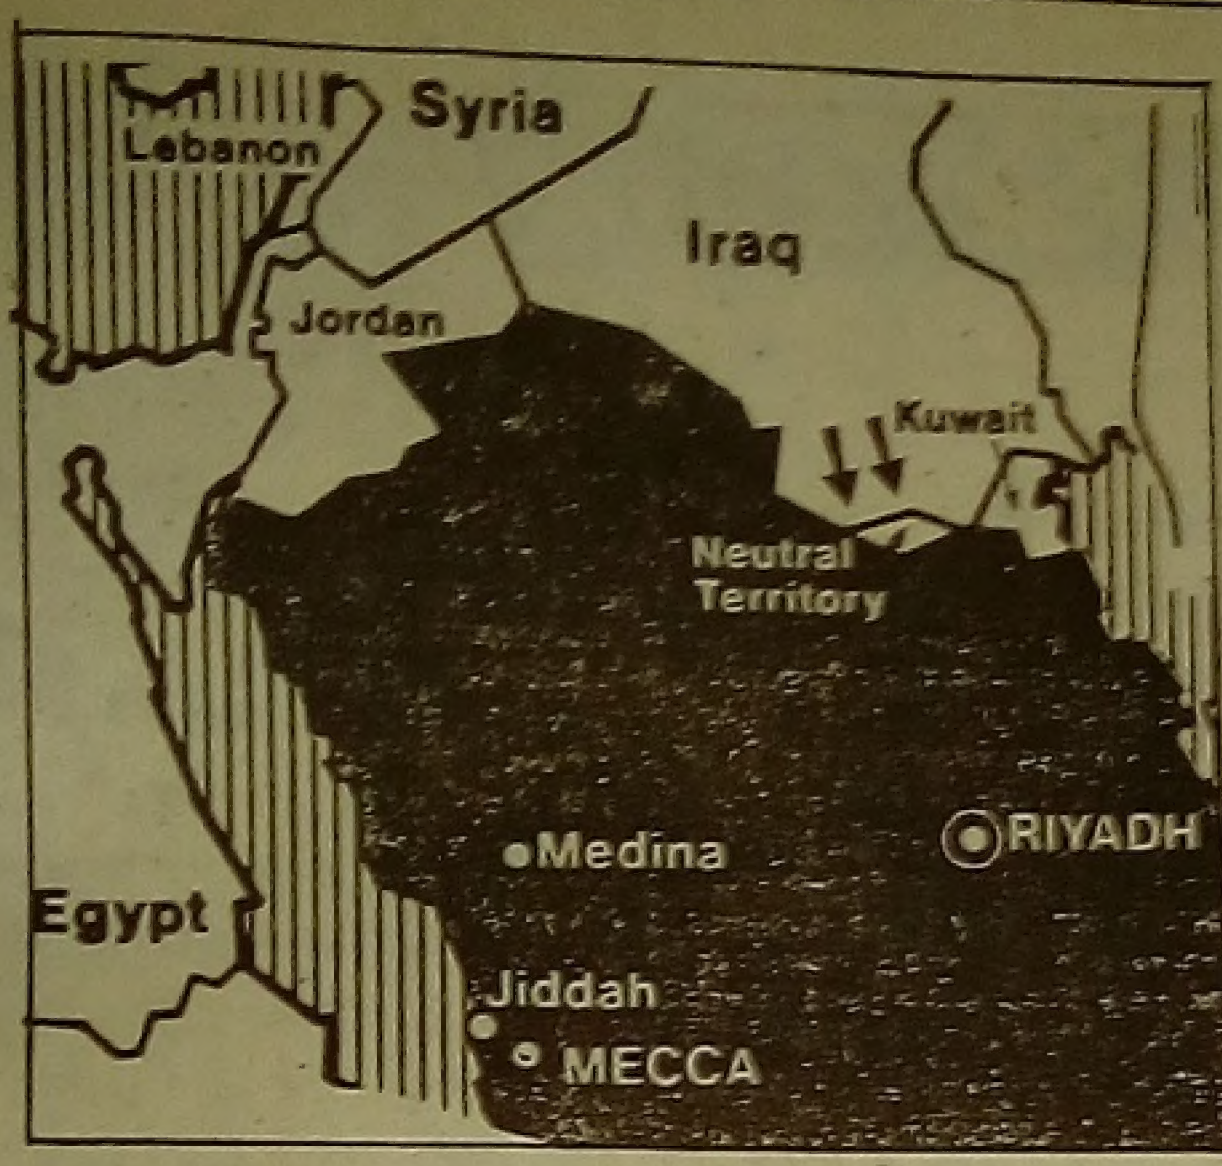 Syria
Lebanon
Iraq
Jordan
Kuwait
Neutral
Territory
RIYADH
Medina
Egypt
Jiddah
MECCA